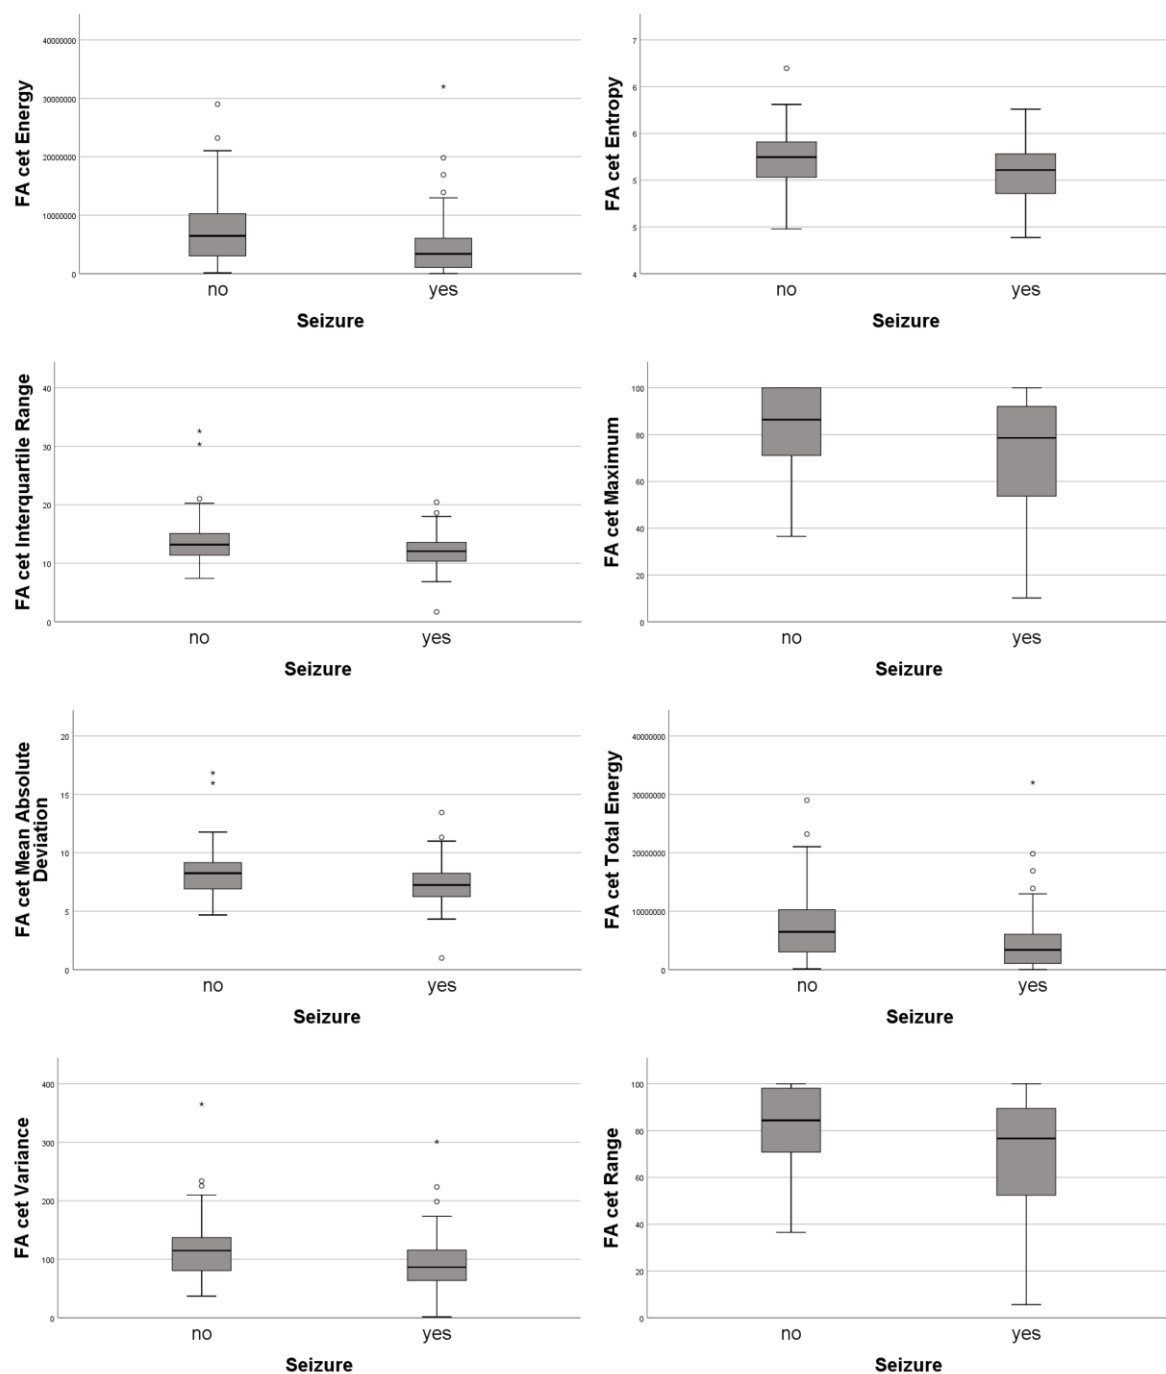 FA cet Energy
40000000
30000000
20000000
10000000
0
no
yes
Seizure
FA cet Entropy
7
6
6
5
5
4
no
yes
Seizure
FA cet Interquartile Range
40
30
20
10
0
no
yes
Seizure
FA cet Maximum
100
80
60
40
20
0
no
yes
Seizure
FA cet Mean Absolute
Deviation
20
15
10
5
0
no
yes
Seizure
FA cet Total Energy
40000000
30000000
20000000
10000000
0
no
yes
Seizure
FA cet Variance
400
300
200
100
0
no
yes
Seizure
FA cet Range
100
80
60
40
20
0
no
yes
Seizure